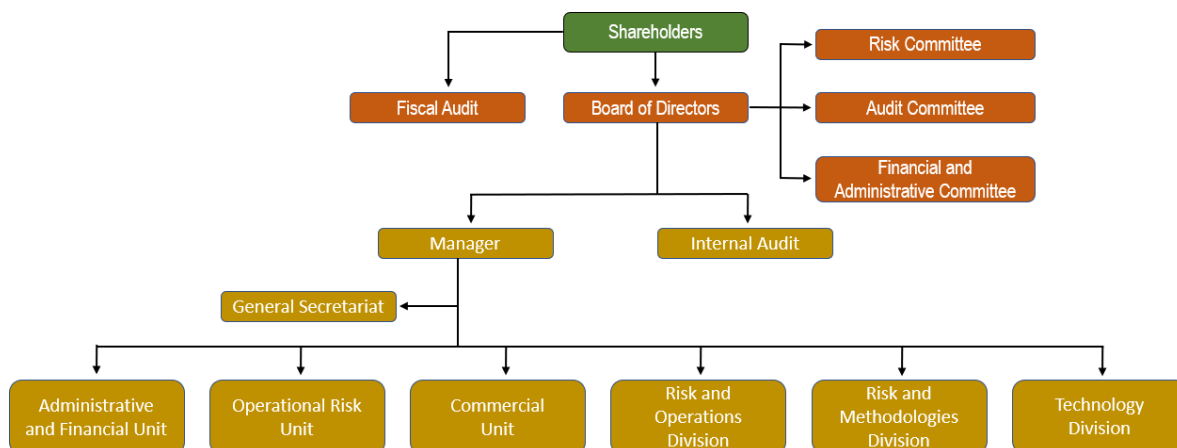 Shareholders
Risk Committee
Fiscal Audit
Board of Directors
Audit Committee
Financial and
Administrative Committee
Manager
Internal Audit
General Secretariat
Administrative
and Financial Unit
Operational Risk
Unit
Commercial
Unit
Risk and
Operations
Division
Risk and
Methodologies
Division
Technology
Division